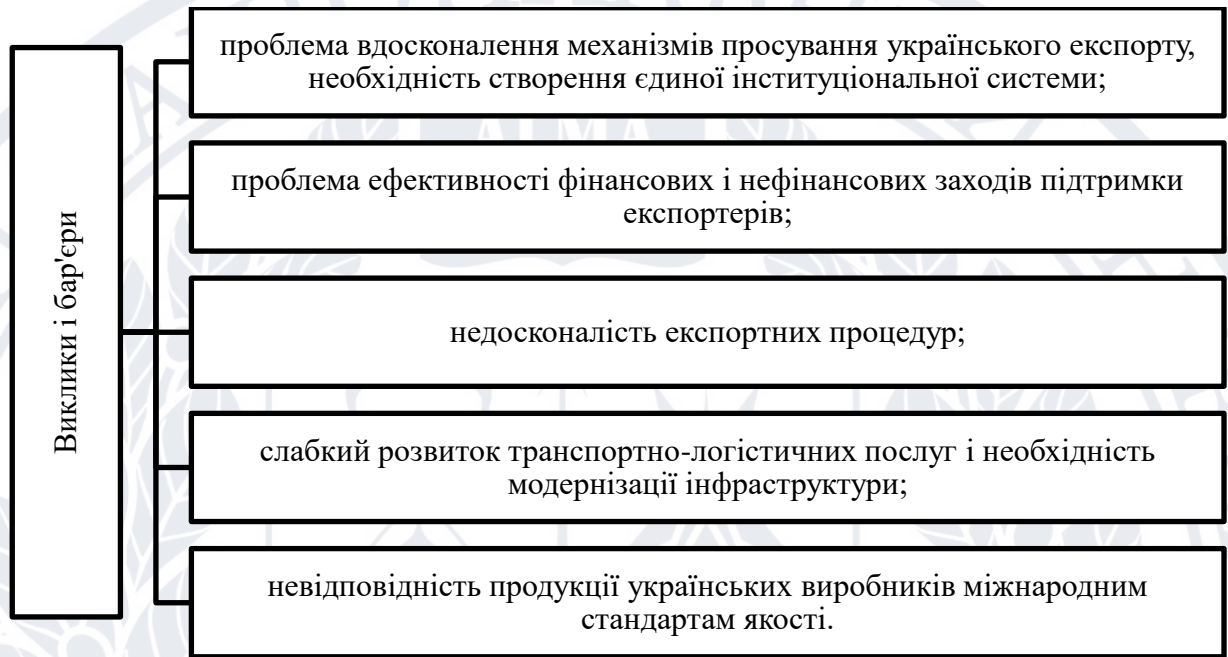 Виклики і бар'єри
проблема вдосконалення механізмів просування українського експорту,
необхідність створення єдиної інституціональної системи;
проблема ефективності фінансових і нефінансових заходів підтримки
експортерів;
недосконалість експортних процедур;
слабкий розвиток транспортно-логістичних послуг і необхідність
модернізації інфраструктури;
невідповідність продукції українських виробників міжнародним
стандартам якості.